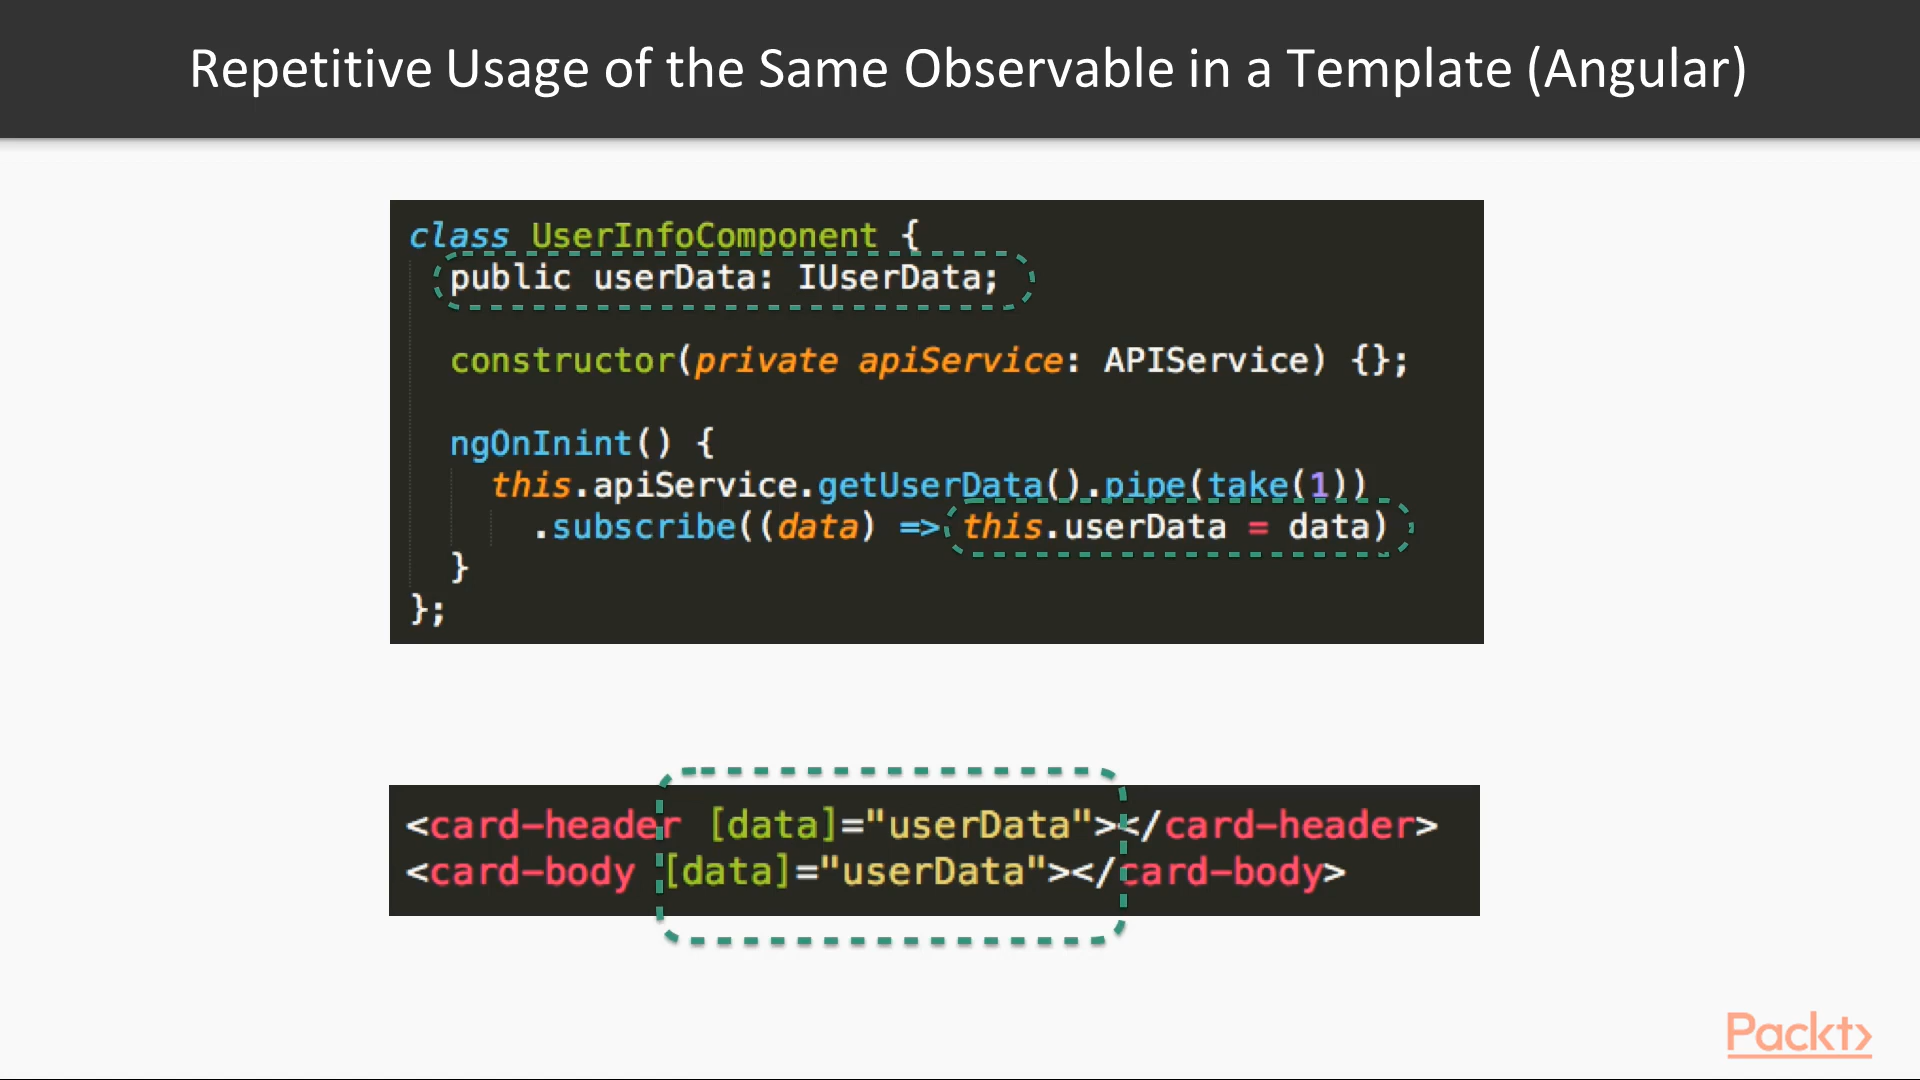 Repetitive Usage of the Same Observable in a Template (Angular)
class UserInfoComponent {
public userData: IUserData;
constructor(private apiService: APIService) {};
ngOnInint() {
this.apiService.getUserData().pipe(take(1))
.subscribe((data) => this.userData = data)
}
};
<card-header [data]="userData"></card-header>
<card-body [data]="userData"></card-body>
Packt>